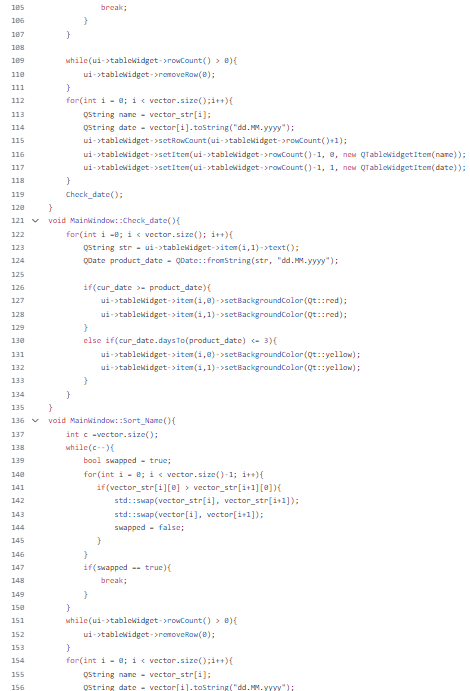 105 break;
106 }
107 }
108
109 while(ui->tableWidget->rowCount() > 0){
110 ui->tableWidget->removeRow(0);
111 }
112 for(int i = 0; i < vector.size();i++){
113 QString name = vector_str[i];
114 QString date = vector[i].toString("dd.MM.yyyy");
115 ui->tableWidget->setRowCount(ui->tableWidget->rowCount()+1);
116 ui->tableWidget->setItem(ui->tableWidget->rowCount()-1, 0, new QTableWidgetItem(name));
117 ui->tableWidget->setItem(ui->tableWidget->rowCount()-1, 1, new QTableWidgetItem(date));
118 }
119 Check_date();
120 }
121 void MainWindow::Check_date(){
122 for(int i =0; i < vector.size(); i++){
123 QString str = ui->tableWidget->item(i,1)->text();
124 QDate product_date = QDate::fromString(str, "dd.MM.yyyy");
125
126 if(cur_date >= product_date){
127 ui->tableWidget->item(i,0)->setBackgroundColor(Qt::red);
128 ui->tableWidget->item(i,1)->setBackgroundColor(Qt::red);
129 }
130 else if(cur_date.daysTo(product_date) <= 3){
131 ui->tableWidget->item(i,0)->setBackgroundColor(Qt::yellow);
132 ui->tableWidget->item(i,1)->setBackgroundColor(Qt::yellow);
133 }
134 }
135 }
136 void MainWindow::Sort_Name(){
137 int c =vector.size();
138 while(c--){
139 bool swapped = true;
140 for(int i = 0; i < vector.size()-1; i++){
141 if(vector_str[i][0] > vector_str[i+1][0]){
142 std::swap(vector_str[i], vector_str[i+1]);
143 std::swap(vector[i], vector[i+1]);
144 swapped = false;
145 }
146 }
147 if(swapped == true){
148 break;
149 }
150 }
151 while(ui->tableWidget->rowCount() > 0){
152 ui->tableWidget->removeRow(0);
153 }
154 for(int i = 0; i < vector.size();i++){
155 QString name = vector_str[i];
156 QString date = vector[i].toString("dd.MM.yyyy");